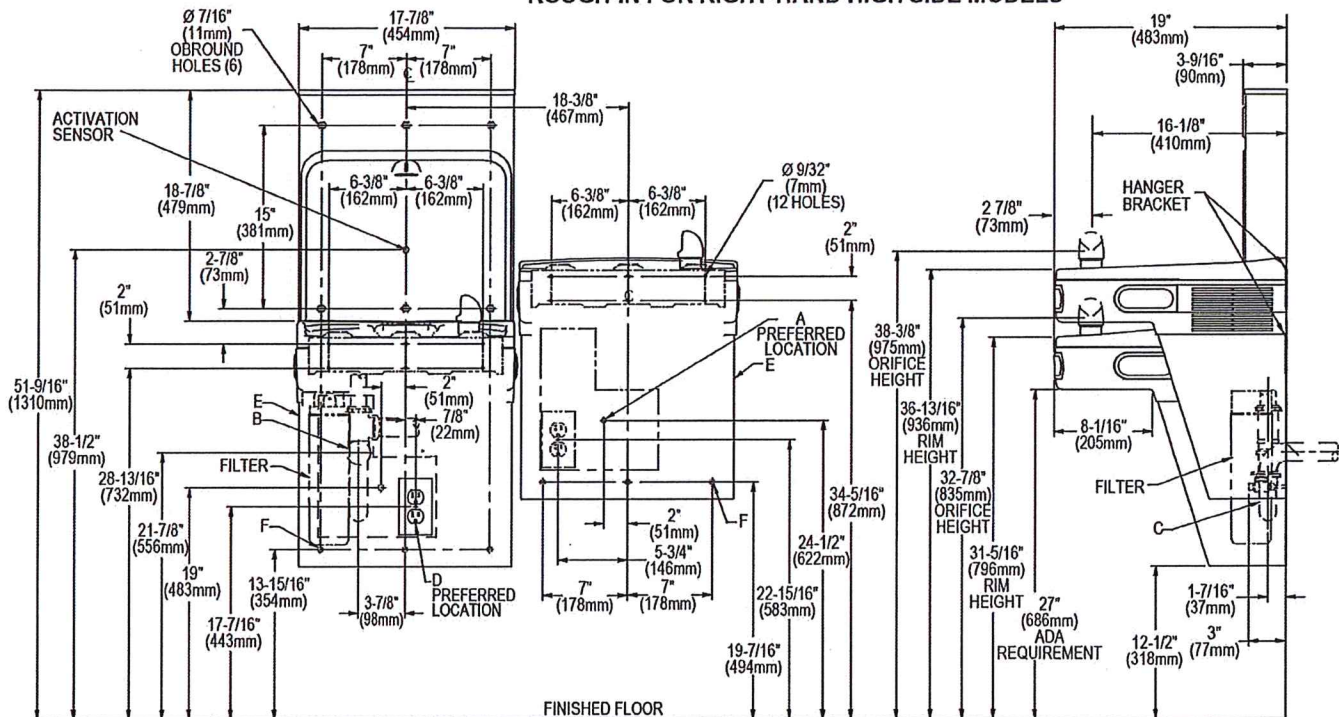 ROUGH-IN FOR RIGHT-HAND HIGH SIDE MODELS
Ø 7/16"
(11mm)
OBROUND
HOLES (6)
17-7/8"
(454mm)
7"
(178mm)
7"
(178mm)
18-3/8"
(467mm)
19"
(483mm)
3-9/16"
(90mm)
16-1/8"
(410mm)
ACTIVATION
SENSOR
18-7/8"
(479mm)
15"
(381mm)
2-7/8"
(73mm)
2"
(51mm)
6-3/8"
(162mm)
6-3/8"
(162mm)
6-3/8"
(162mm)
6-3/8"
(162mm)
Ø 9/32"
(7mm)
(12 HOLES)
2"
(51mm)
2 7/8"
(73mm)
HANGER
BRACKET
A
PREFERRED
LOCATION
E
51-9/16"
(1310mm)
38-1/2"
(979mm)
28-13/16"
(732mm)
21-7/8"
(556mm)
19"
(483mm)
17-7/16"
(443mm)
13-15/16"
(354mm)
E
B
FILTER
F
2"
(51mm)
7/8"
(22mm)
D
PREFERRED
LOCATION
3-7/8"
(98mm)
F
2"
(51mm)
5-3/4"
(146mm)
7"
(178mm)
7"
(178mm)
19-7/16"
(494mm)
22-15/16"
(583mm)
24-1/2"
(622mm)
34-5/16"
(872mm)
38-3/8"
(975mm)
ORIFICE
HEIGHT
36-13/16"
(936mm)
RIM
HEIGHT
32-7/8"
(835mm)
ORIFICE
HEIGHT
31-5/16"
(796mm)
RIM
HEIGHT
27"
(686mm)
ADA
REQUIREMENT
8-1/16"
(205mm)
FILTER
C
1-7/16"
(37mm)
3"
(77mm)
12-1/2"
(318mm)
FINISHED FLOOR